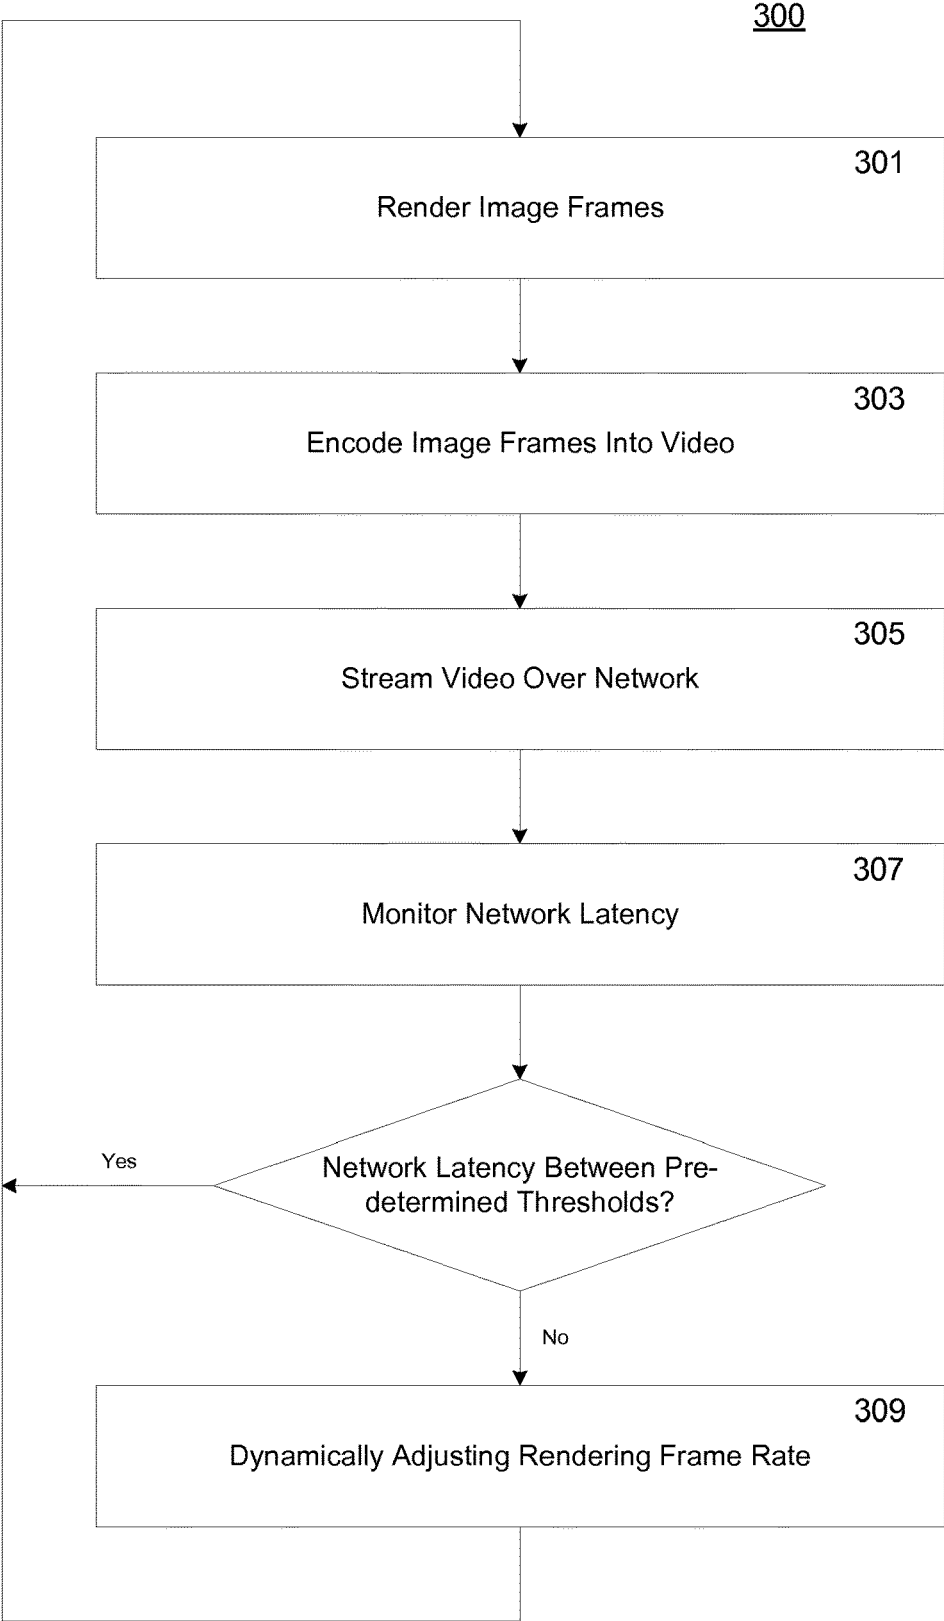 300
301
Render Image Frames
303
Encode Image Frames Into Video
305
Stream Video Over Network
307
Monitor Network Latency
Yes
Network Latency Between Pre-
determined Thresholds?
No
309
Dynamically Adjusting Rendering Frame Rate